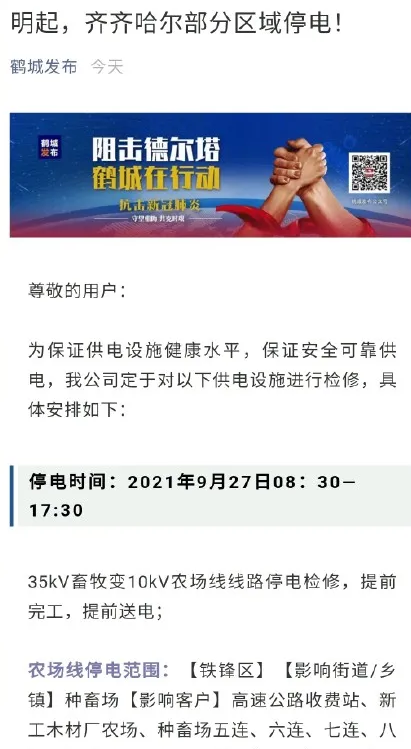 明起，齐齐哈尔部分区域停电！
鹤城发布 今天
鹤城
发布
阻击德尔塔
鹤城在行动
抗击新冠肺炎
守望相助 共克时艰
尊敬的用户：
为保证供电设施健康水平，保证安全可靠供
电，我公司定于对以下供电设施进行检修，具
体安排如下：
停电时间：2021年9月27日08：30—
17:30
35kV畜牧变10kV农场线线路停电检修，提前
完工，提前送电；
农场线停电范围：【铁锋区】【影响街道/乡
镇】种畜场【影响客户】高速公路收费站、新
工木材厂农场、种畜场五连、六连、七连、八